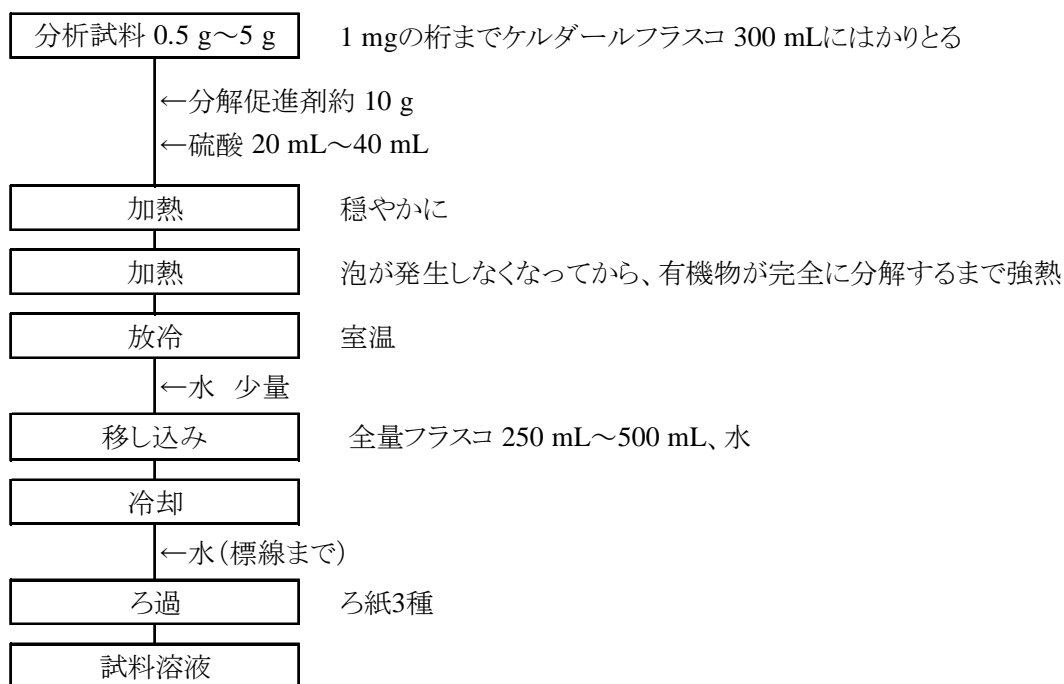 分析試料 0.5 g～5 g 1 mgの桁までケルダールフラスコ 300 mLにはかりとる
←分解促進剤約 10 g
←硫酸 20 mL～40 mL
加熱 穏やかに
加熱 泡が発生しなくなってから、有機物が完全に分解するまで強熱
放冷 室温
←水 少量
移し込み 全量フラスコ 250 mL～500 mL、水
冷却
←水（標線まで）
ろ過 ろ紙3種
試料溶液